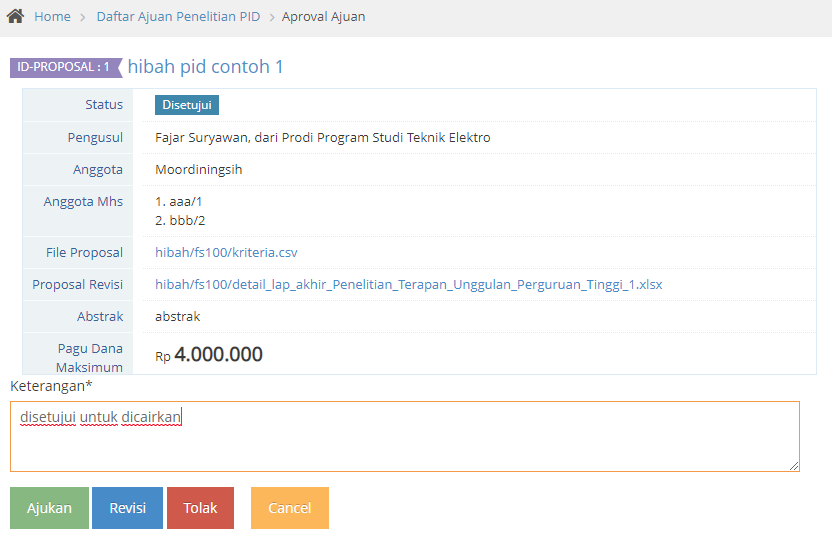 Home > Daftar Ajuan Penelitian PID > Aproval Ajuan
ID-PROPOSAL : 1 hibah pid contoh 1
Status Disetujui
Pengusul Fajar Suryawan, dari Prodi Program Studi Teknik Elektro
Anggota Moordiningsih
Anggota Mhs 1. aaa/1
2. bbb/2
File Proposal hibah/fs100/kriteria.csv
Proposal Revisi hibah/fs100/detail_lap_akhir_Penelitian_Terapan_Unggulan_Perguruan_Tinggi_1.xlsx
Abstrak abstrak
Pagu Dana Maksimum Rp 4.000.000
Keterangan*
disetujui untuk dicairkan
Ajukan Revisi Tolak Cancel